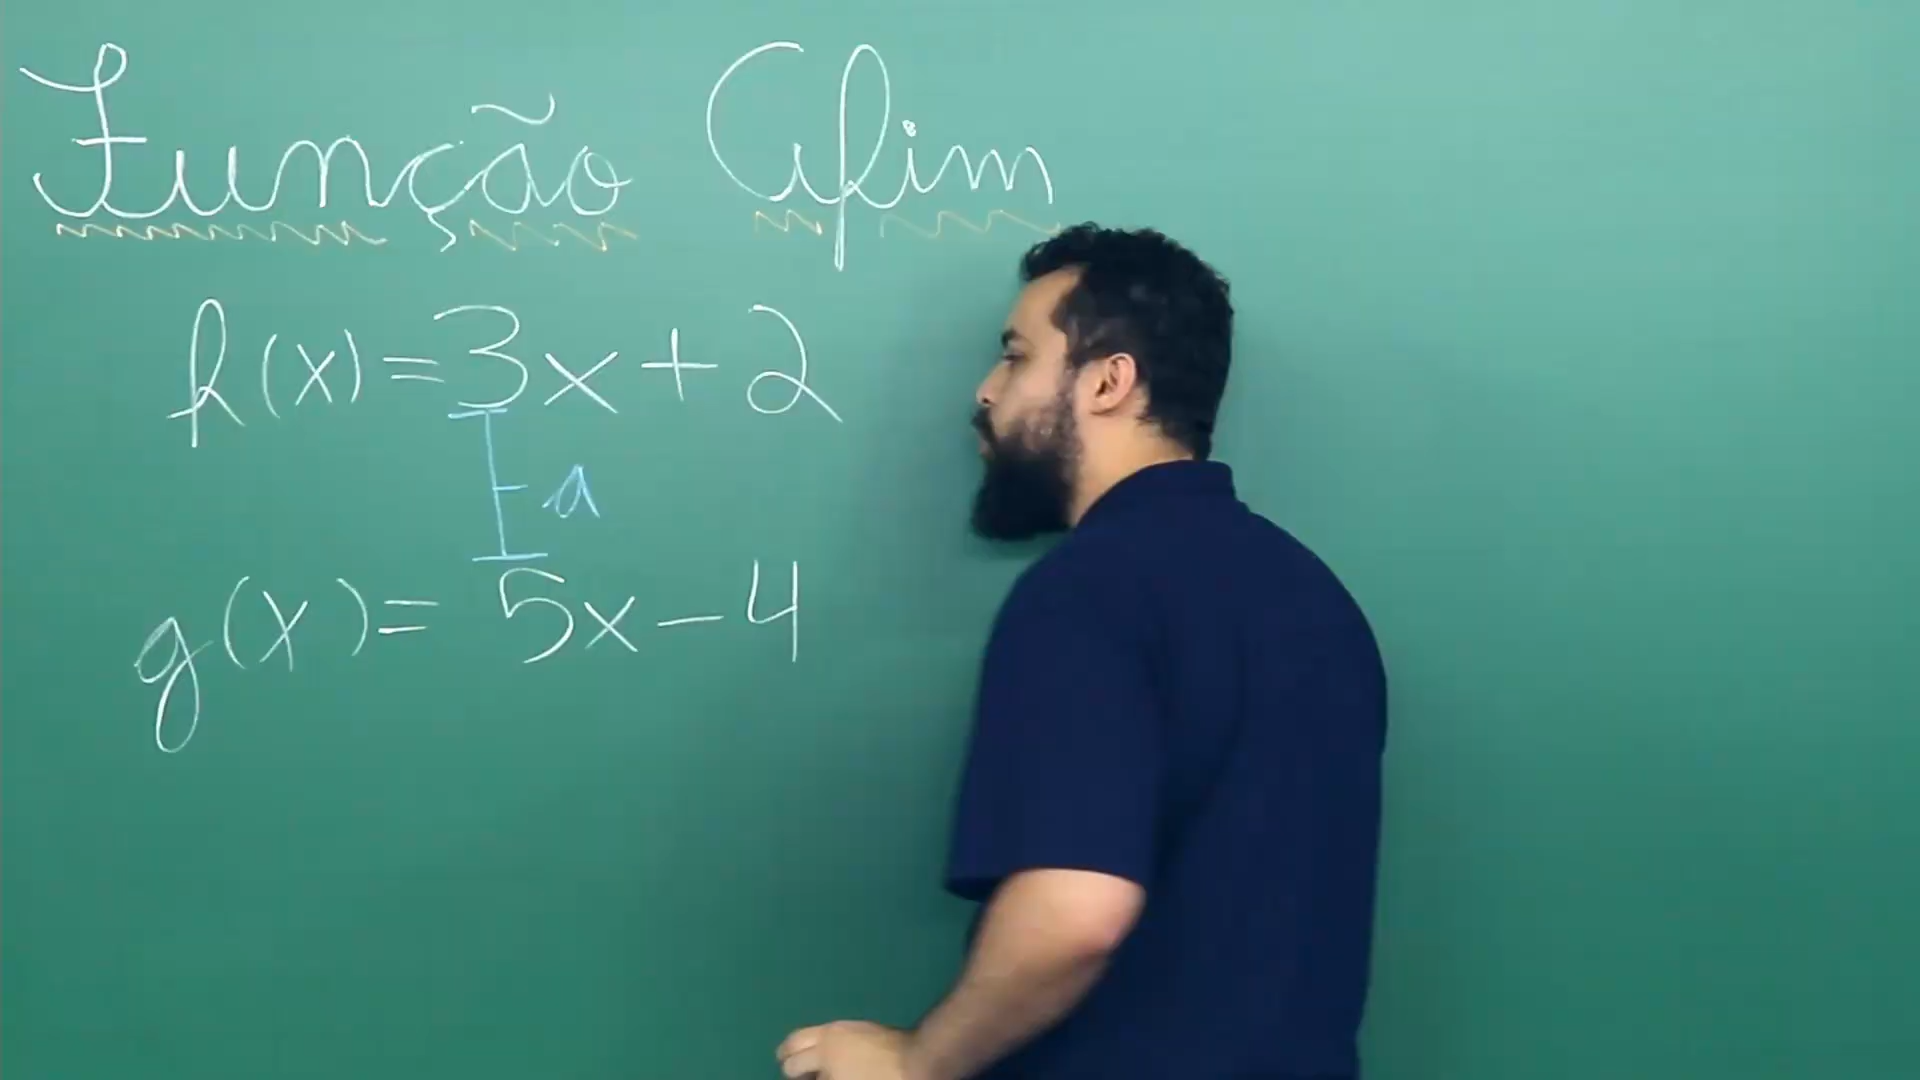 Função Afim
f(x)=3x+2
a
g(x)= 5x-4